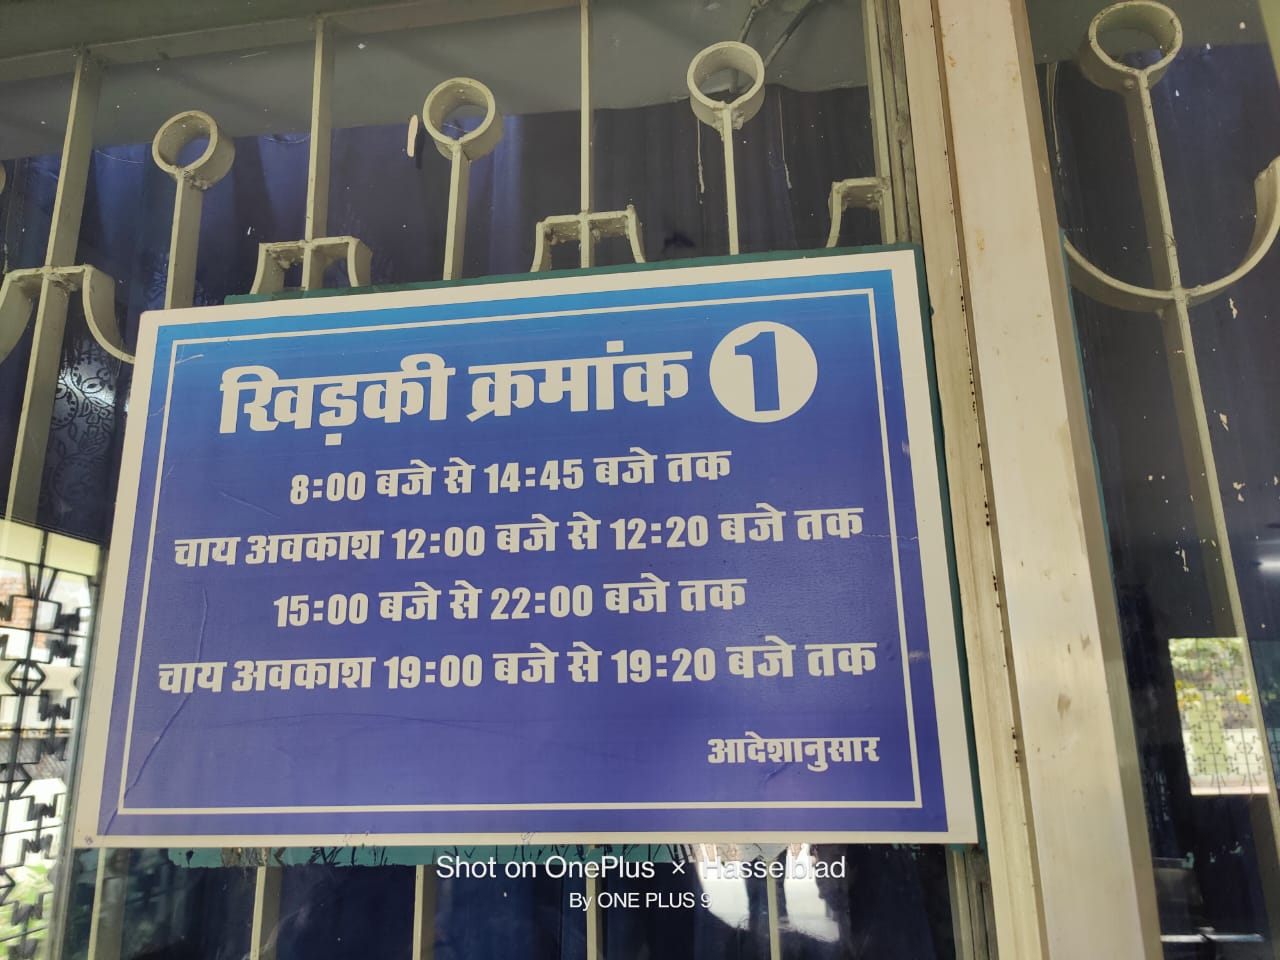 खिड़की क्रमांक 1
8:00 बजे से 14:45 बजे तक
चाय अवकाश 12:00 बजे से 12:20 बजे तक
15:00 बजे से 22:00 बजे तक
चाय अवकाश 19:00 बजे से 19:20 बजे तक
आदेशानुसार
Shot on OnePlus × Hasselblad
By ONE PLUS 9